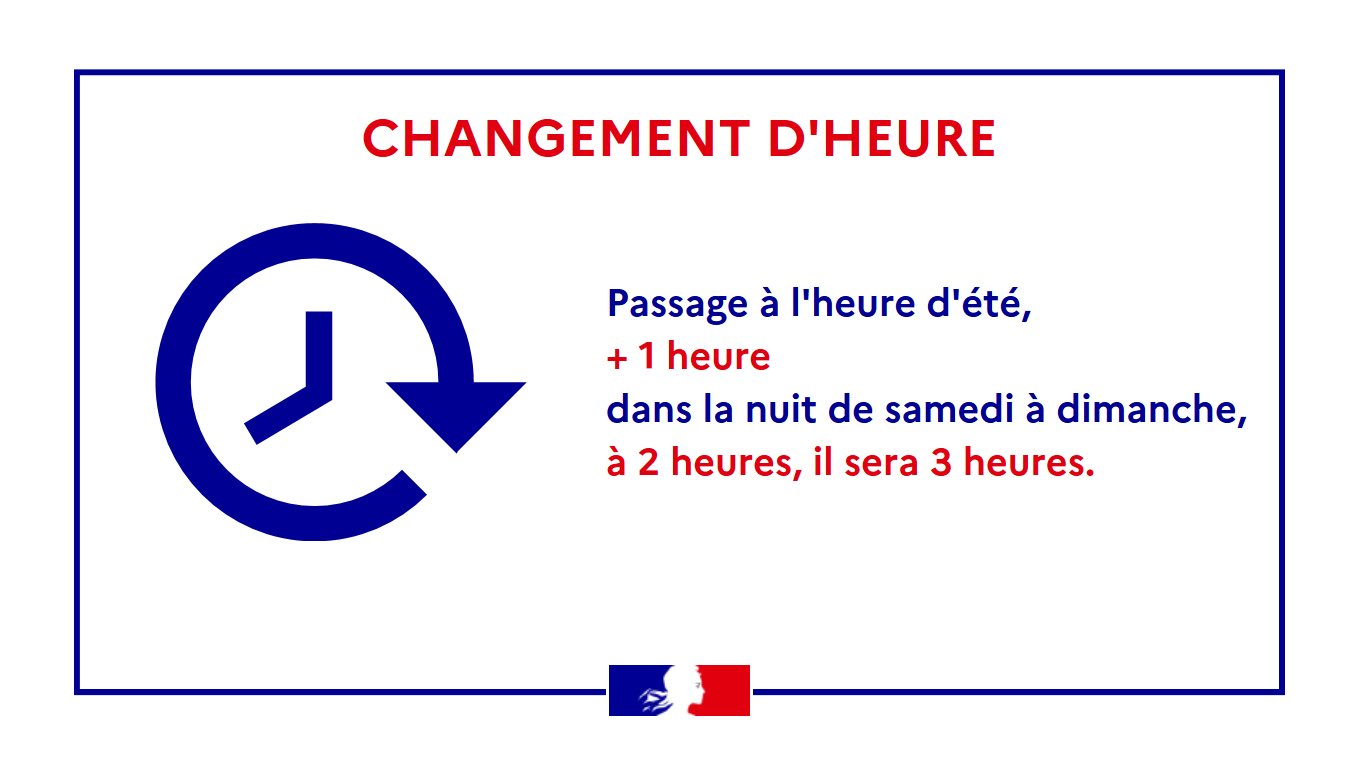 CHANGEMENT D'HEURE
Passage à l'heure d'été,
+ 1 heure
dans la nuit de samedi à dimanche,
à 2 heures, il sera 3 heures.